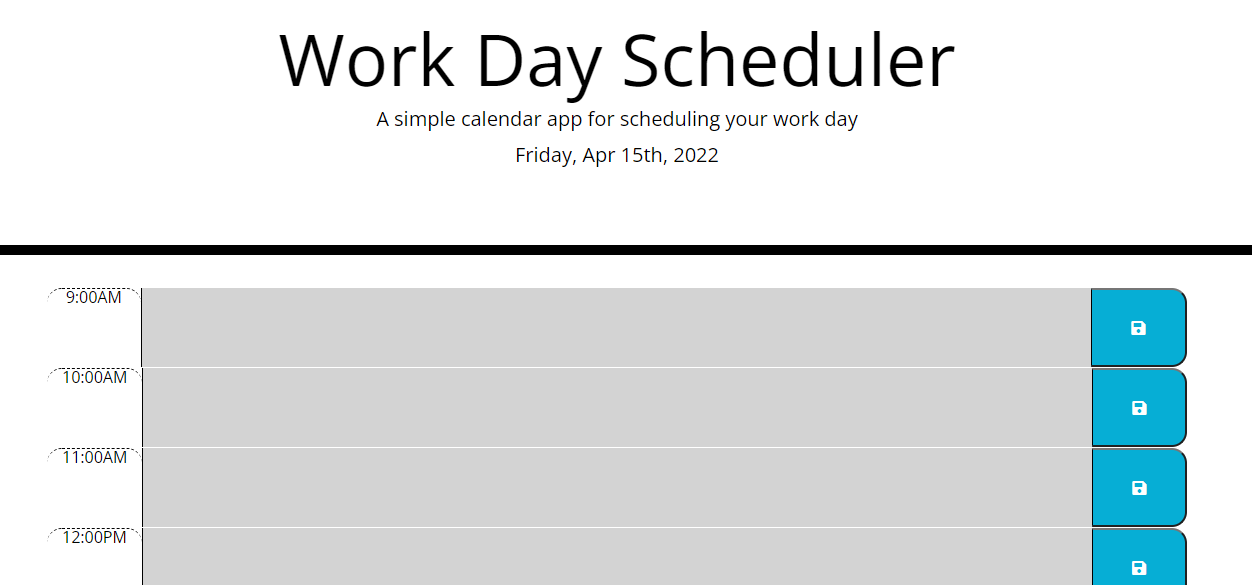 Work Day Scheduler
A simple calendar app for scheduling your work day
Friday, Apr 15th, 2022
9:00AM
10:00AM
11:00AM
12:00PM